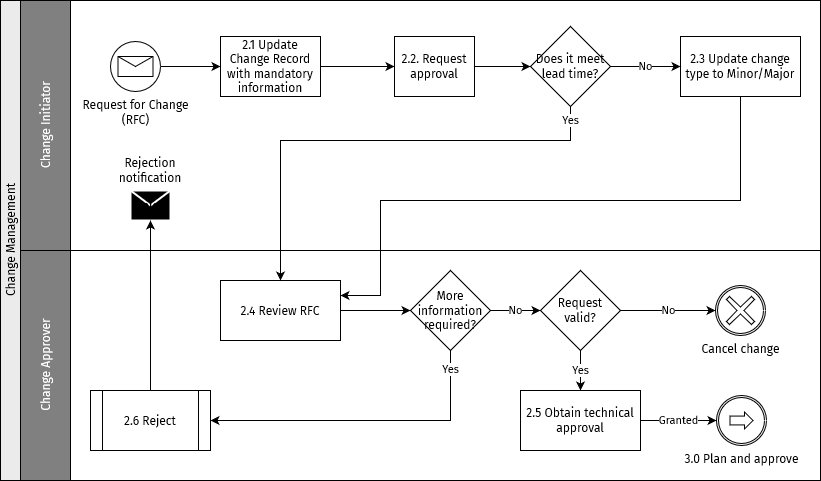 Change Management
Change Initiator
Request for Change
(RFC)
2.1 Update
Change Record
with mandatory
information
2.2. Request
approval
Does it meet
lead time?
No
2.3 Update change
type to Minor/Major
Yes
Rejection
notification
Change Approver
2.4 Review RFC
More
information
required?
No
Request
valid?
No
Cancel change
Yes
Yes
2.6 Reject
2.5 Obtain technical
approval
Granted
3.0 Plan and approve